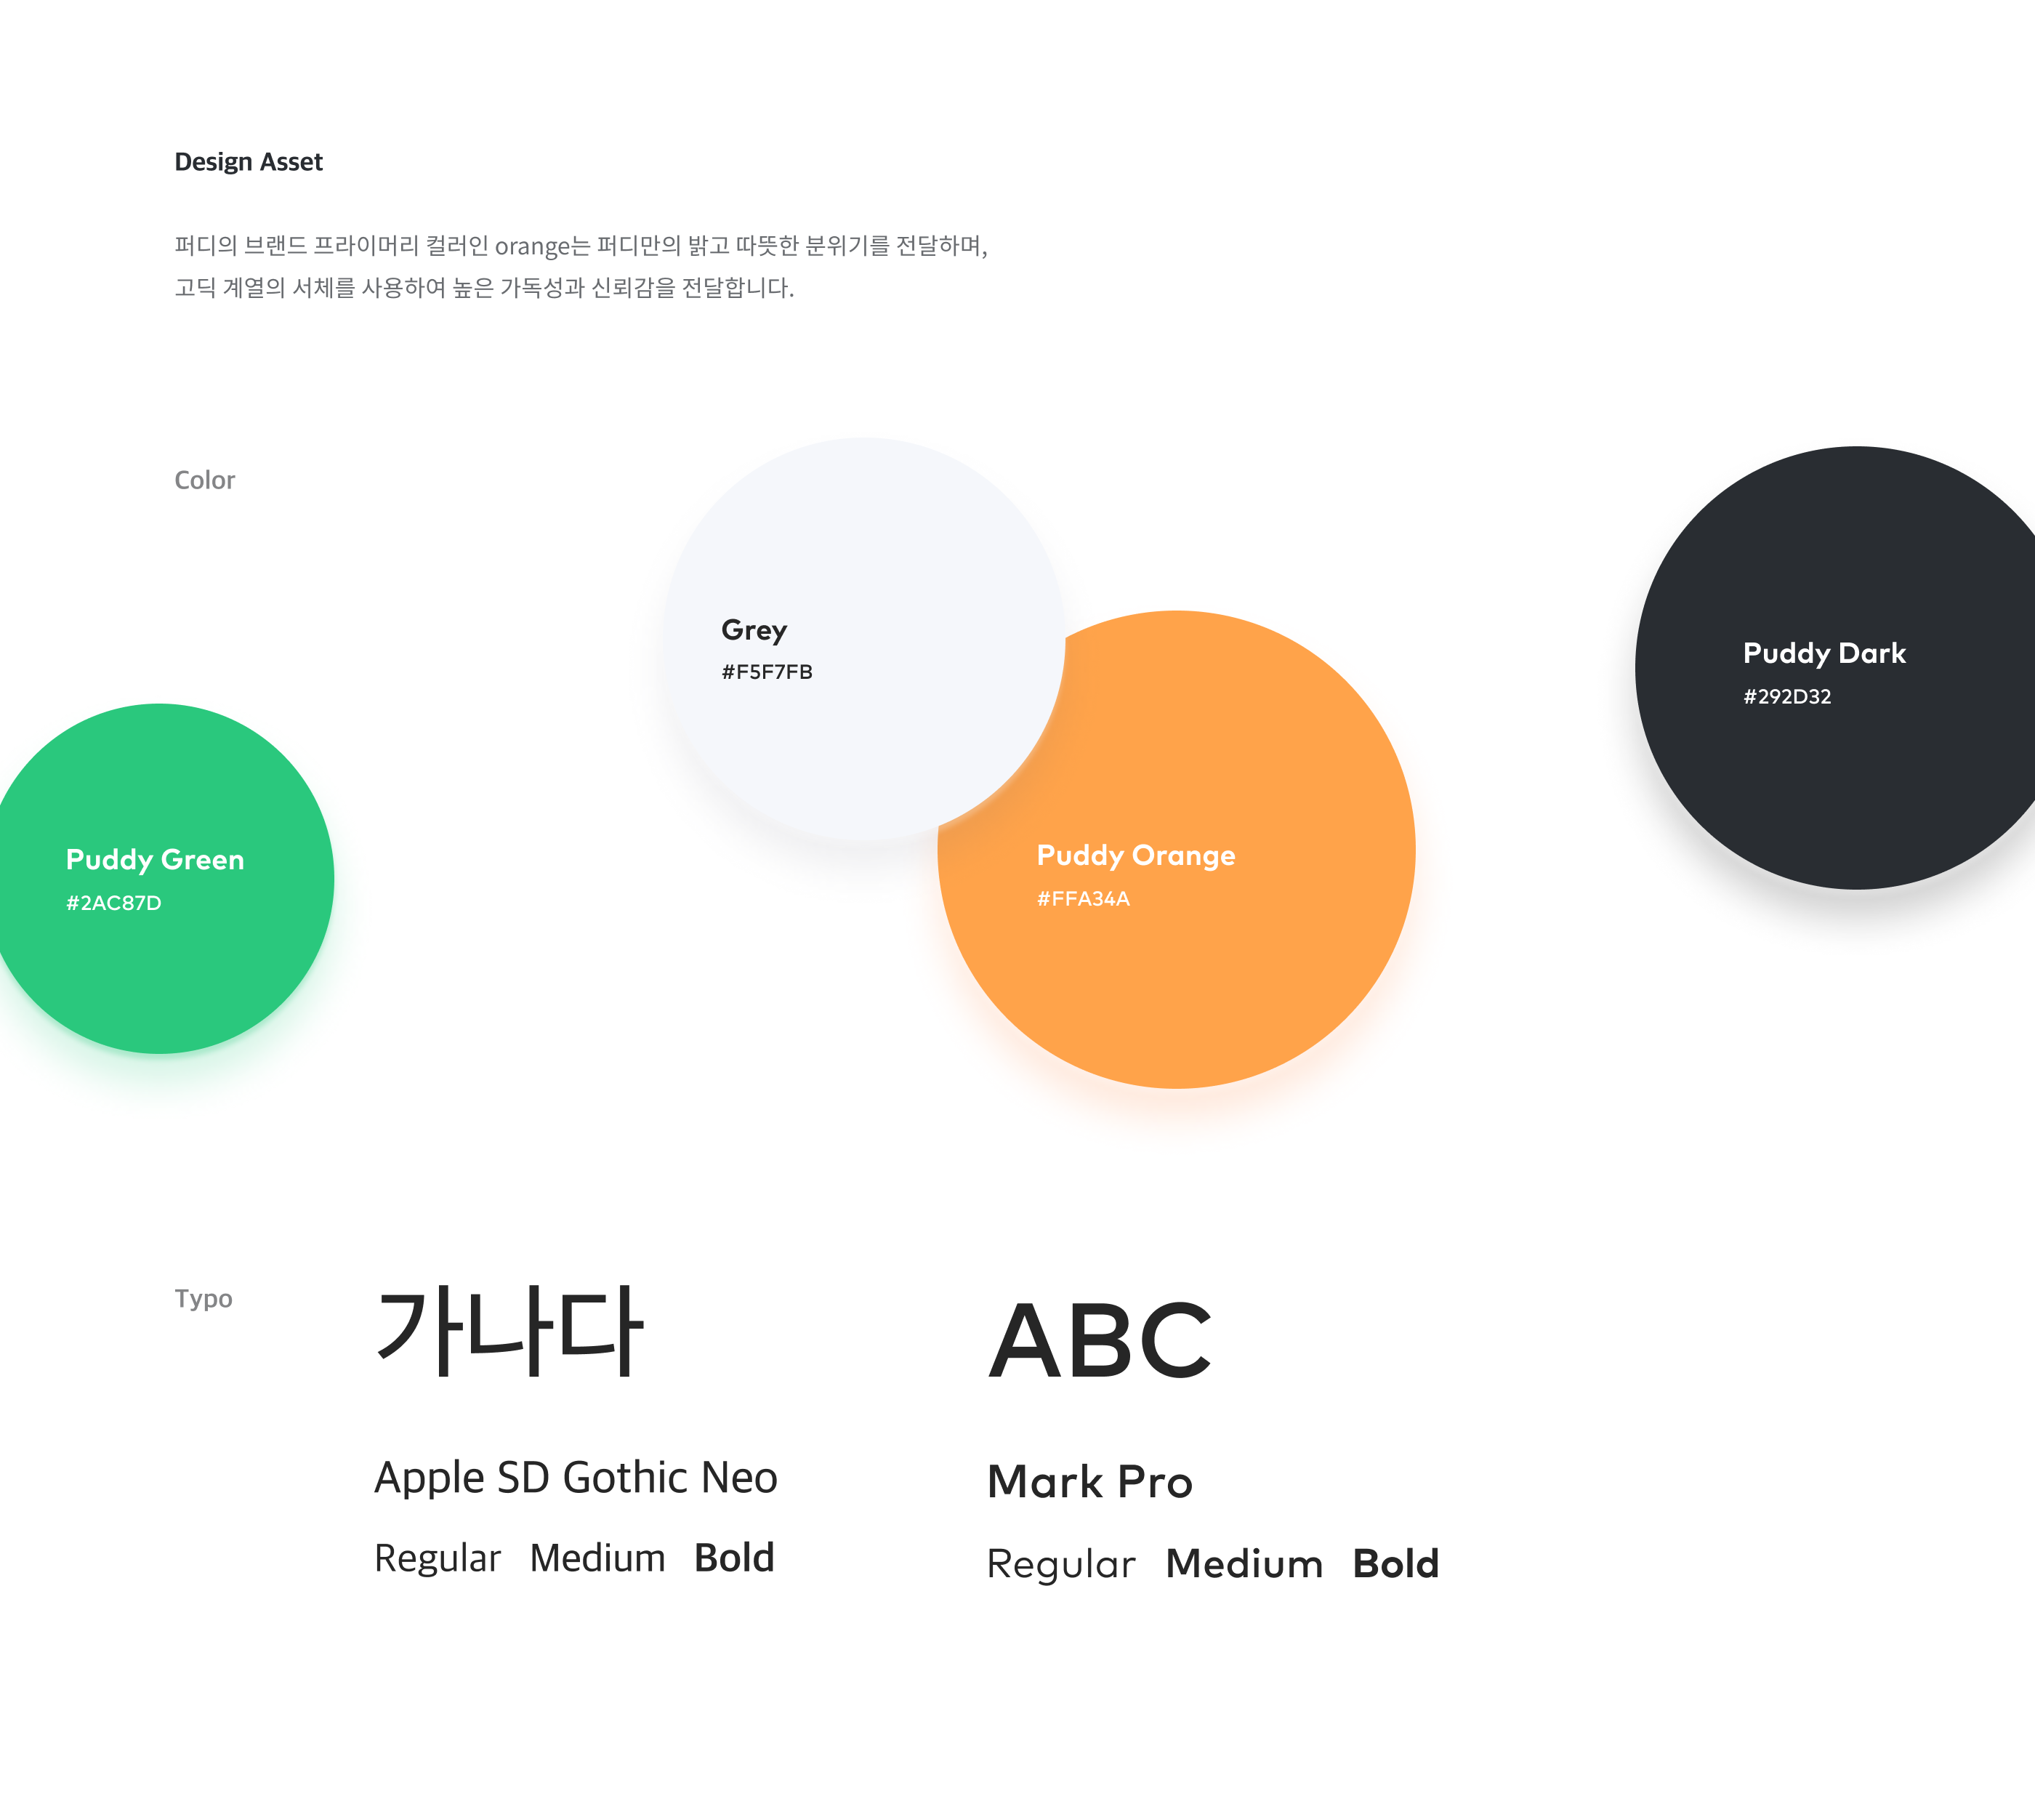 Design Asset
퍼디의 브랜드 프라이머리 컬러인 orange는 퍼디만의 밝고 따뜻한 분위기를 전달하며,
고딕 계열의 서체를 사용하여 높은 가독성과 신뢰감을 전달합니다.
Color
Grey
#F5F7FB
Puddy Dark
#292D32
Puddy Green
#2AC87D
Puddy Orange
#FFA34A
Typo
가나다
Apple SD Gothic Neo
Regular Medium Bold
ABC
Mark Pro
Regular Medium Bold